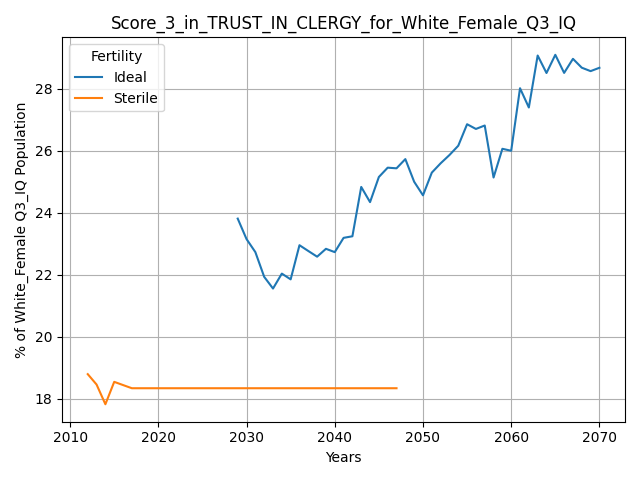 Score_3_in_TRUST_IN_CLERGY_for_White_Female_Q3_IQ
Fertility
Ideal
Sterile
% of White_Female Q3_IQ Population
28
26
24
22
20
18
2010 2020 2030 2040 2050 2060 2070
Years